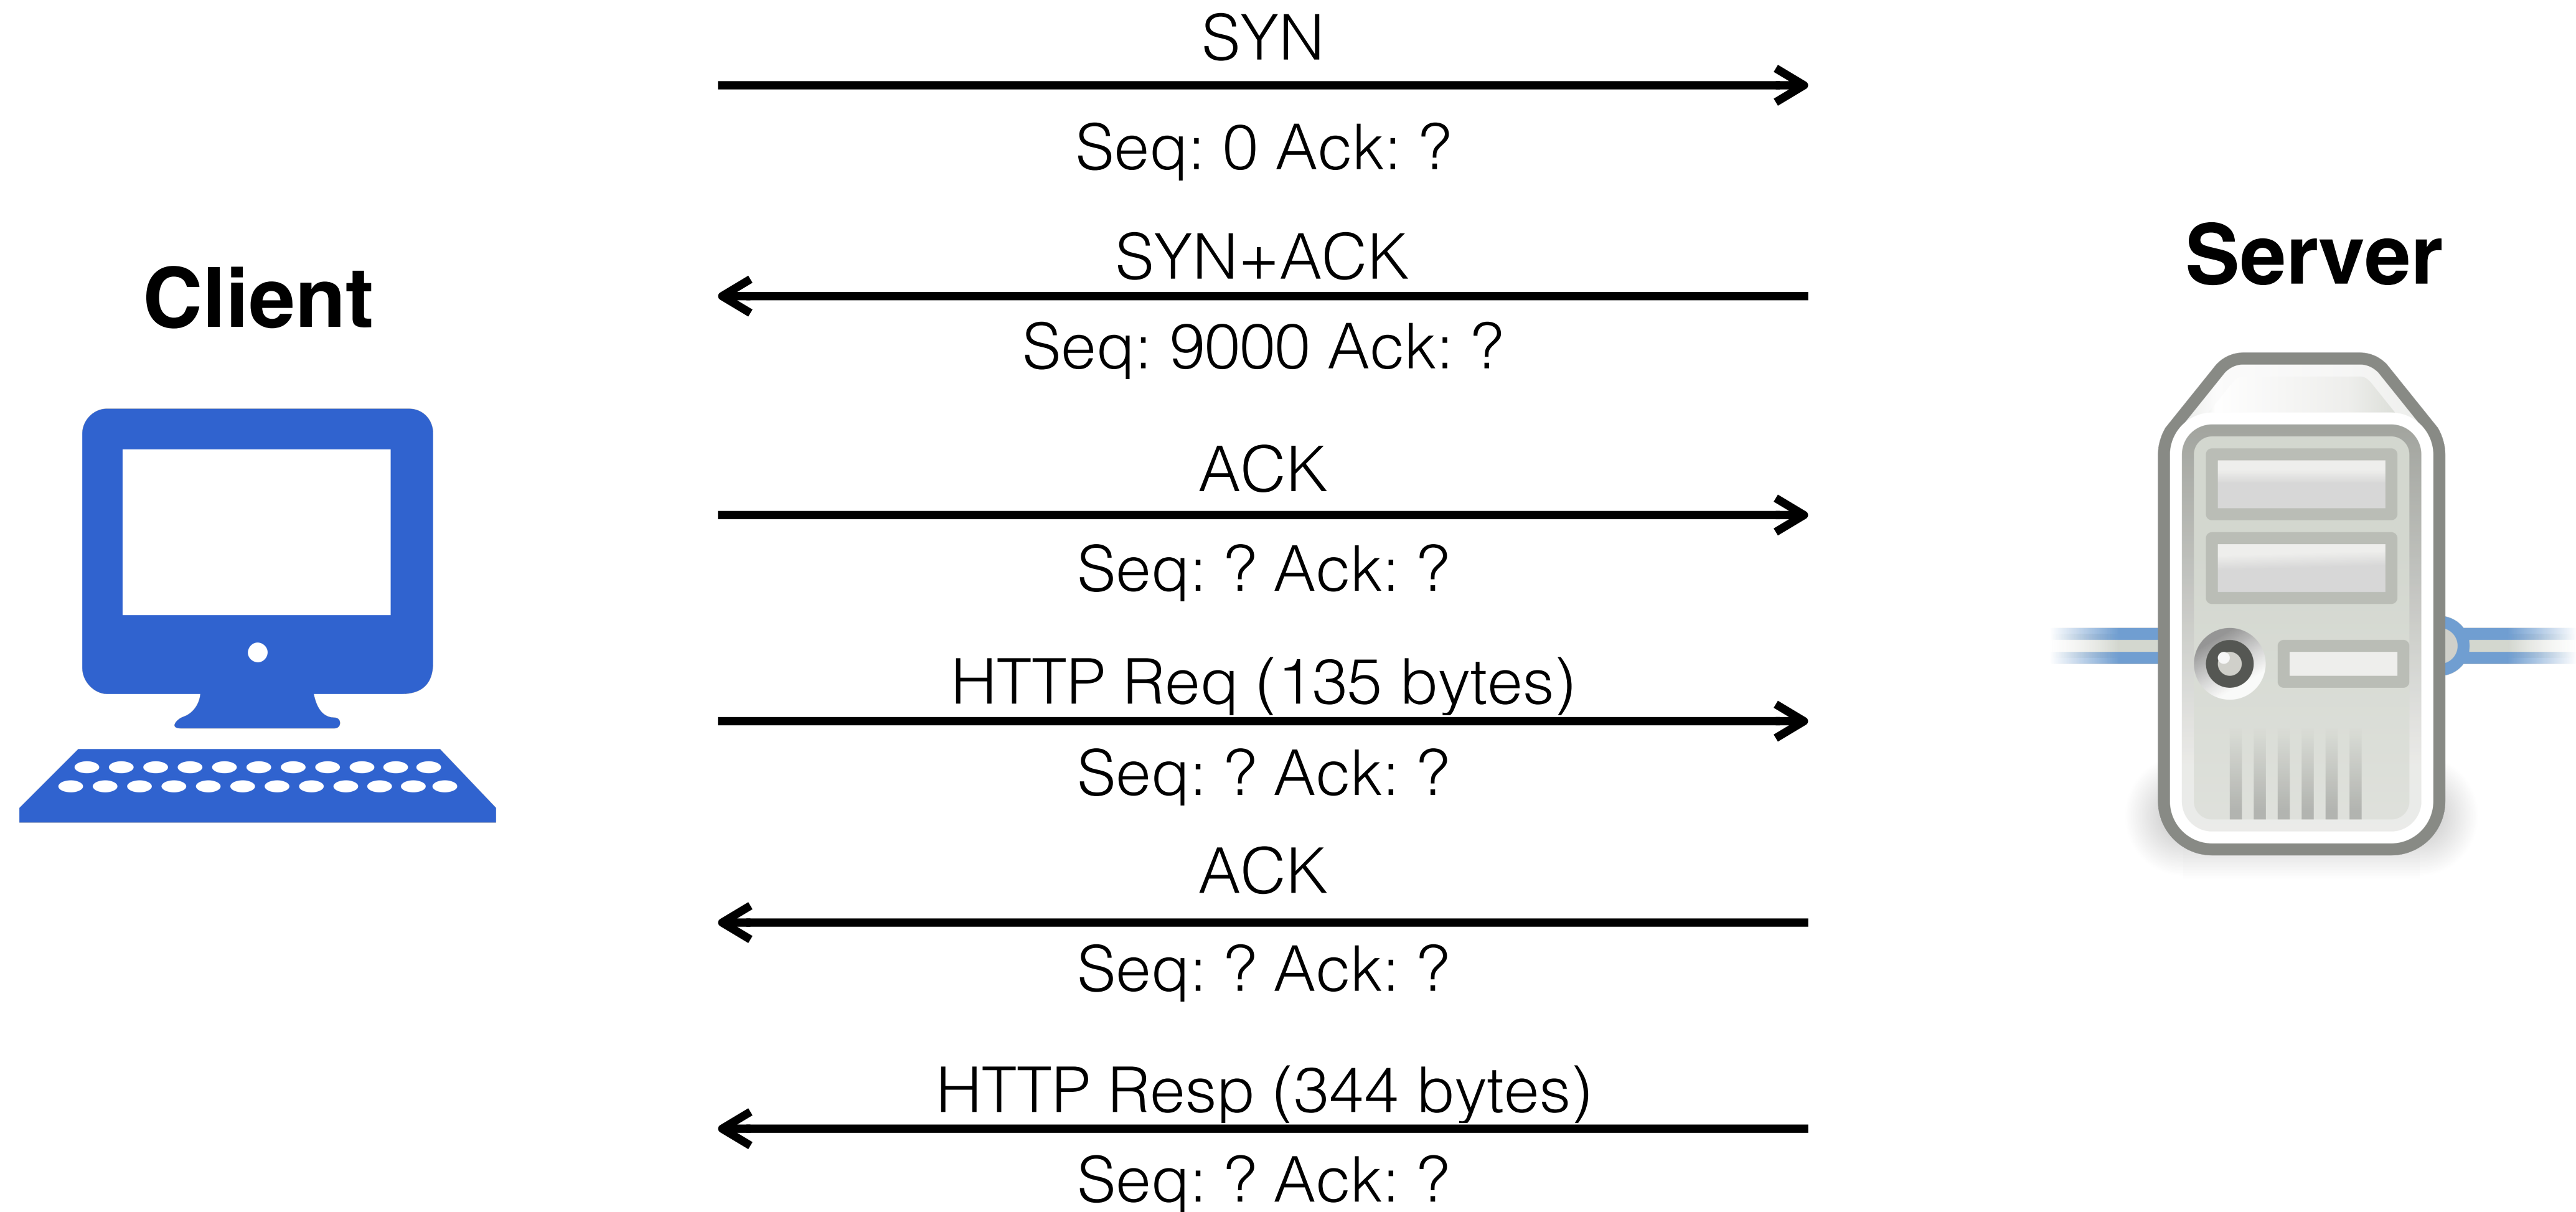 SYN
Seq: 0 Ack: ?
SYN+ACK
Seq: 9000 Ack: ?
Client
Server
ACK
Seq: ? Ack: ?
HTTP Req (135 bytes)
Seq: ? Ack: ?
ACK
Seq: ? Ack: ?
HTTP Resp (344 bytes)
Seq: ? Ack: ?